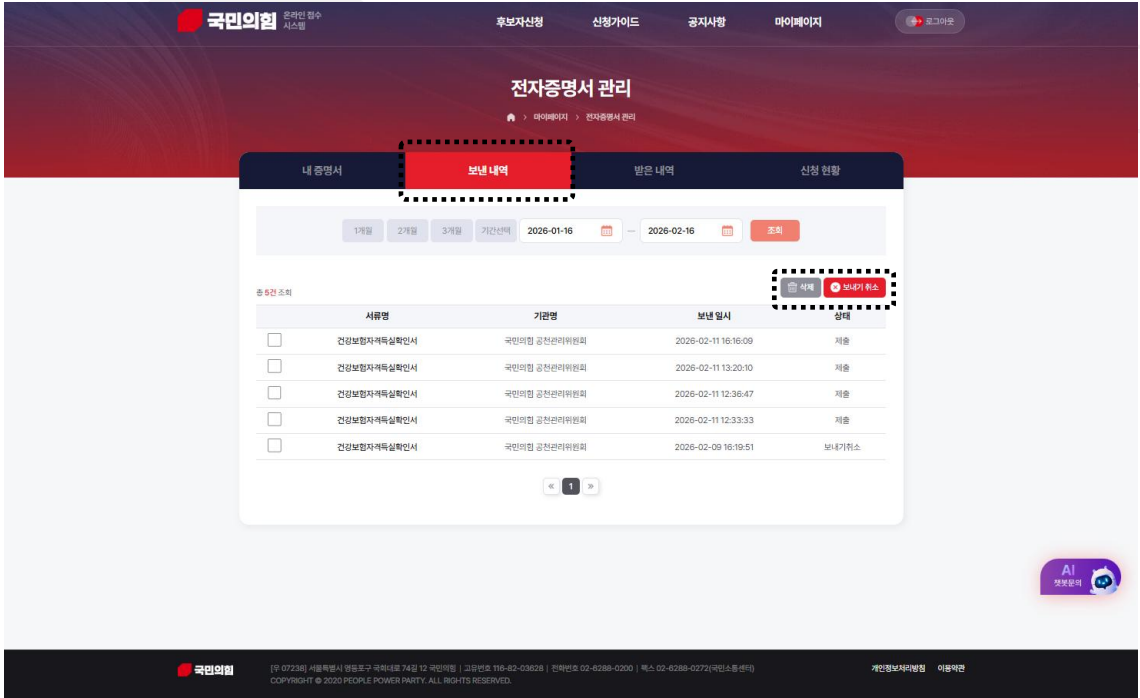 국민의힘 온라인 접수 시스템
후보자신청 신청가이드 공지사항 마이페이지 로그아웃
전자증명서 관리
> 마이페이지 > 전자증명서 관리
내 증명서 보낸 내역 받은 내역 신청 현황
1개월 2개월 3개월 기간선택 2026-01-16 — 2026-02-16 조회
총 5건 조회 삭제 보내기 취소
서류명 기관명 보낸 일시 상태
건강보험자격득실확인서 국민의힘 공천관리위원회 2026-02-11 16:16:09 제출
건강보험자격득실확인서 국민의힘 공천관리위원회 2026-02-11 13:20:10 제출
건강보험자격득실확인서 국민의힘 공천관리위원회 2026-02-11 12:36:47 제출
건강보험자격득실확인서 국민의힘 공천관리위원회 2026-02-11 12:33:33 제출
건강보험자격득실확인서 국민의힘 공천관리위원회 2026-02-09 16:19:51 보내기취소
« 1 »
AI
챗봇문의
국민의힘 [우 07238] 서울특별시 영등포구 국회대로 74길 12 국민의힘 | 고유번호 116-82-03628 | 전화번호 02-6288-0200 | 팩스 02-6288-0272(국민소통센터) 개인정보처리방침 이용약관
COPYRIGHT @ 2020 PEOPLE POWER PARTY. ALL RIGHTS RESERVED.